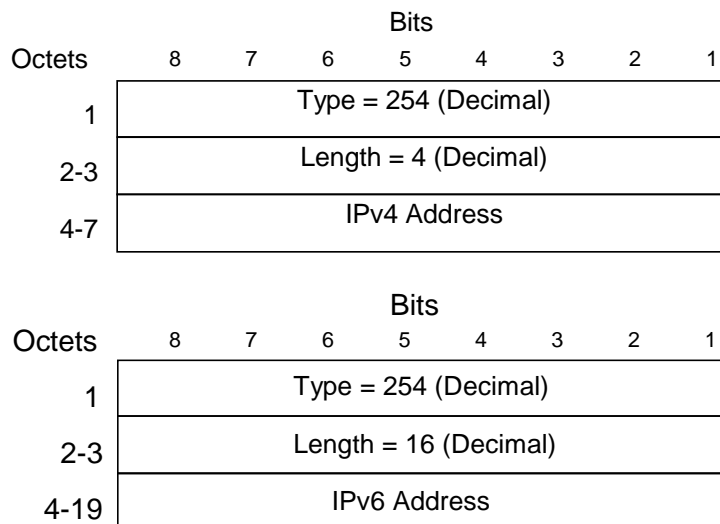 Bits
Octets 8 7 6 5 4 3 2 1
1 Type = 254 (Decimal)
2-3 Length = 4 (Decimal)
4-7 IPv4 Address
Bits
Octets 8 7 6 5 4 3 2 1
1 Type = 254 (Decimal)
2-3 Length = 16 (Decimal)
4-19 IPv6 Address